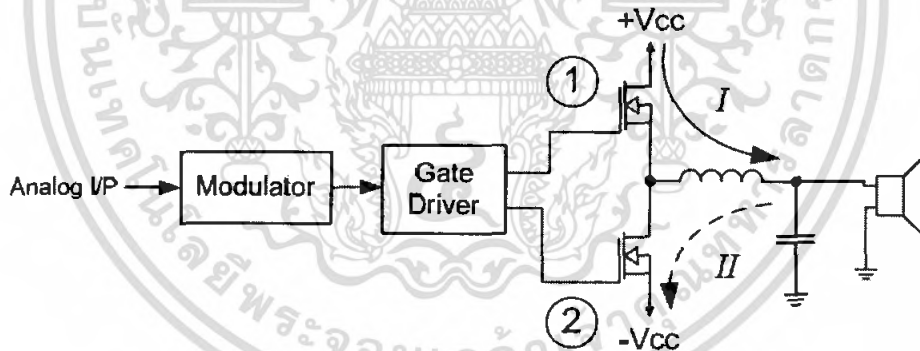 +Vcc
1
I
Analog I/P
Modulator
Gate
Driver
II
2
-Vcc